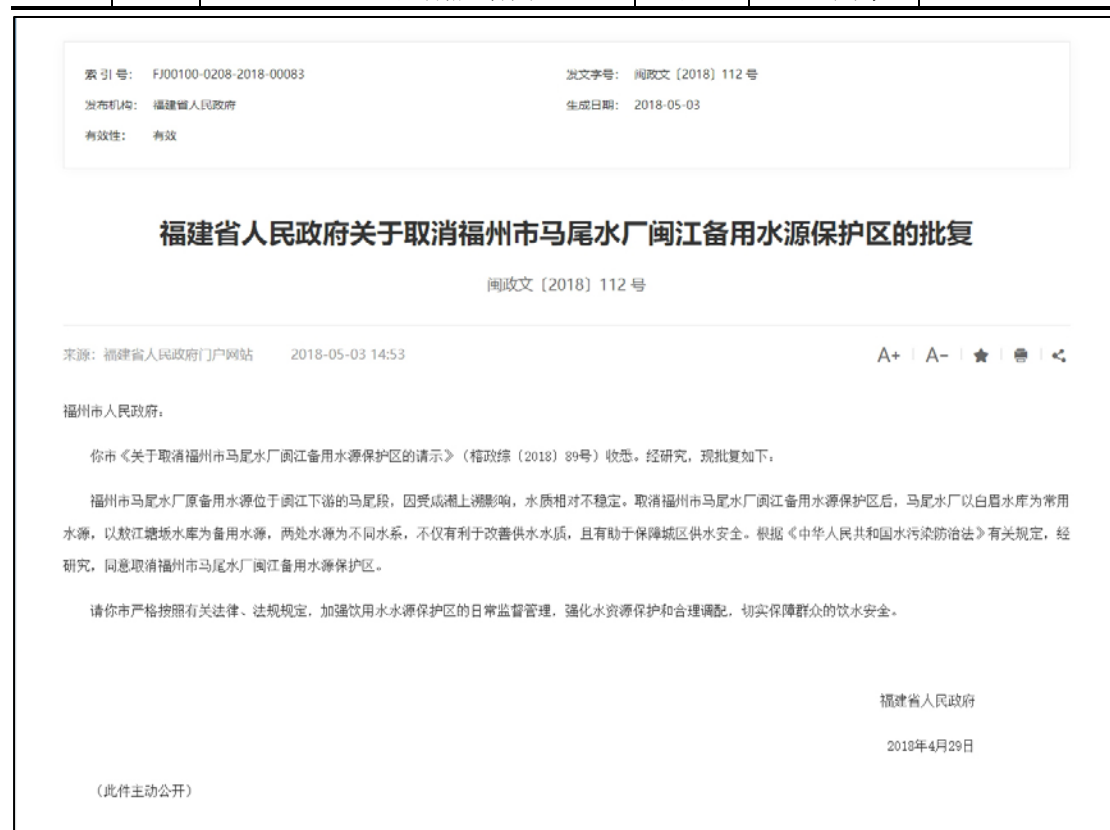 索引号： FJ00100-0208-2018-00083 发文字号： 闽政文〔2018〕112 号
发布机构： 福建省人民政府 生成日期： 2018-05-03
有效性： 有效
福建省人民政府关于取消福州市马尾水厂闽江备用水源保护区的批复
闽政文〔2018〕112 号
来源：福建省人民政府门户网站 2018-05-03 14:53
A+ A-
福州市人民政府：
你市《关于取消福州市马尾水厂闽江备用水源保护区的请示》（榕政综〔2018〕89号）收悉。经研究，现批复如下：
福州市马尾水厂原备用水源位于闽江下游的马尾段，因受咸潮上溯影响，水质相对不稳定。取消福州市马尾水厂闽江备用水源保护区后，马尾水厂以白眉水库为常用
水源，以敖江塘坂水库为备用水源，两处水源为不同水系，不仅有利于改善供水水质，且有助于保障城区供水安全。根据《中华人民共和国水污染防治法》有关规定，经
研究，同意取消福州市马尾水厂闽江备用水源保护区。
请你市严格按照有关法律、法规规定，加强饮用水水源保护区的日常监督管理，强化水资源保护和合理调配，切实保障群众的饮水安全。
福建省人民政府
2018年4月29日
（此件主动公开）